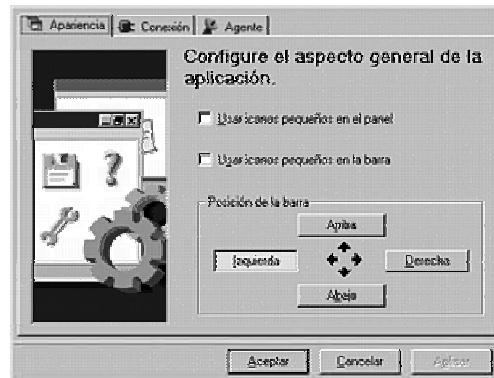 Apariencia
Conexión
Agente
Configure el aspecto general de la
aplicación.
Usar iconos pequeños en el panel
Usar iconos pequeños en la barra
Posición de la barra
Arriba
Izquierda
Derecha
Abajo
Aceptar
Cancelar
Aplicar